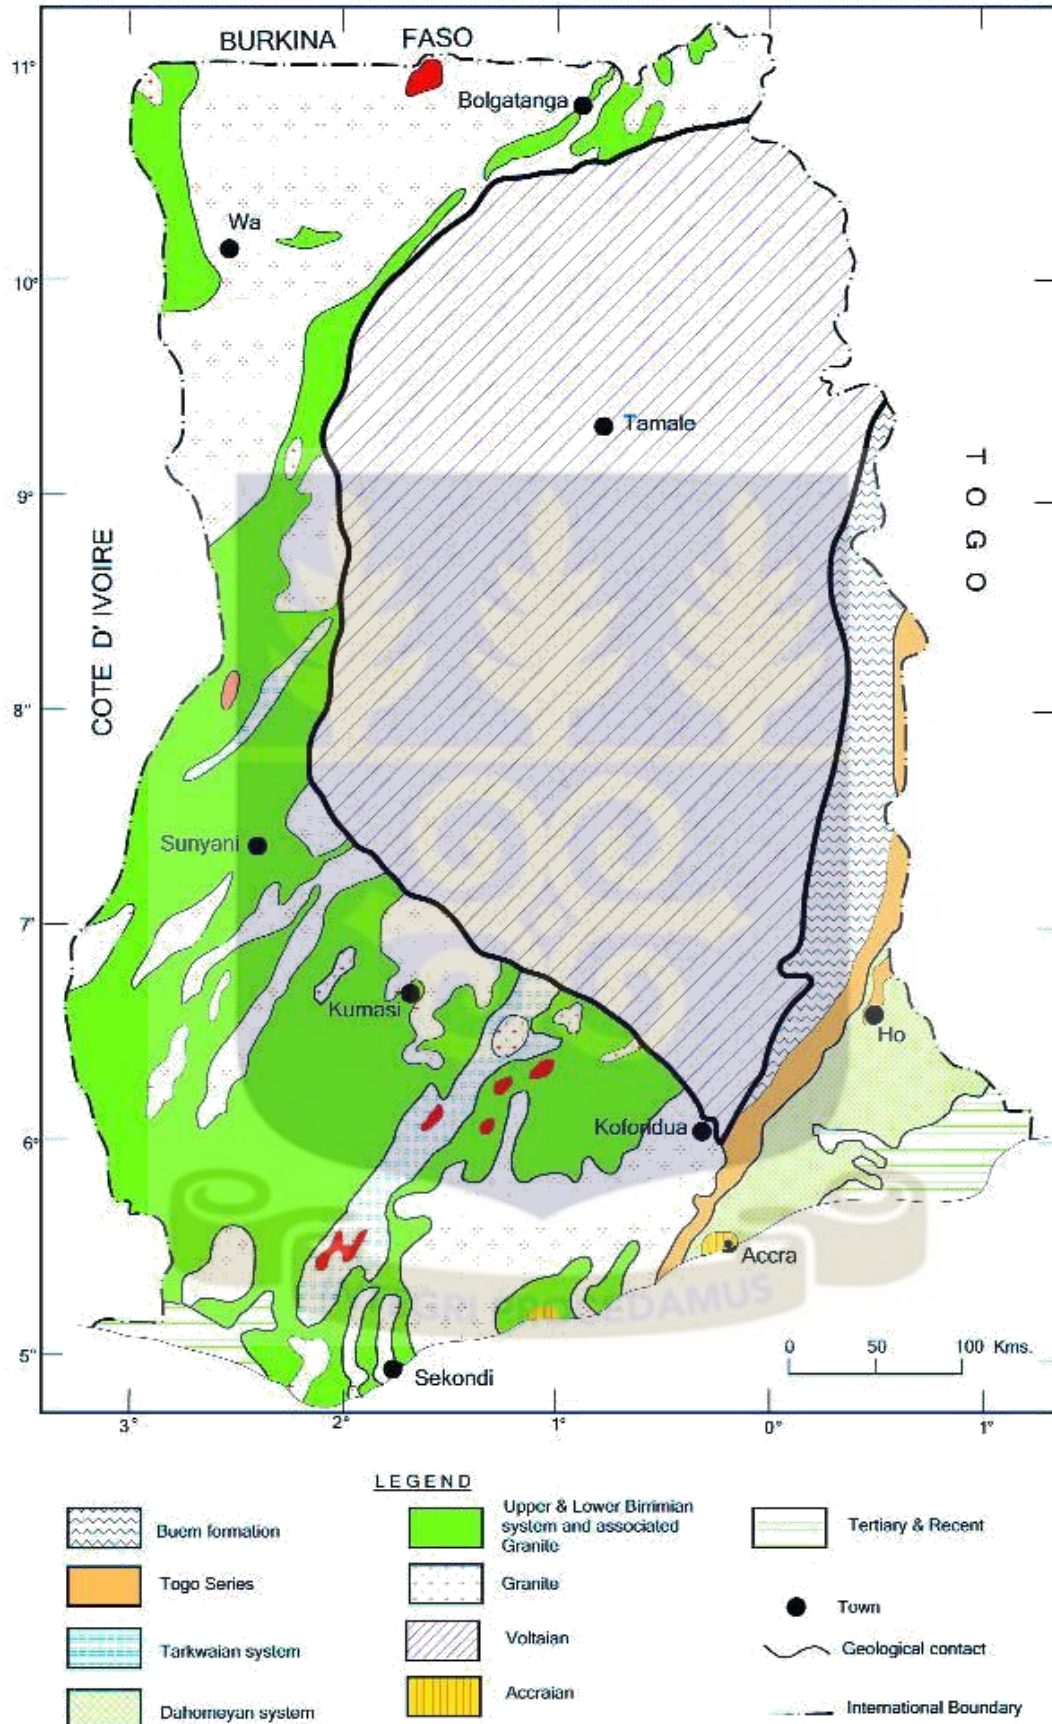 BURKINA FASO
11°
Bolgatanga
Wa
10°
Tamale
9°
TOGO
COTE D' IVOIRE
8°
Sunyani
7°
Kumasi
Ho
6°
Koforidua
Accra
PROCEDAMUS
0 50 100 Kms.
5°
Sekondi
3° 2° 1° 0° 1°
LEGEND
Buem formation
Togo Series
Tarkwaian system
Dahomeyan system
Upper & Lower Birrimian
system and associated
Granite
Granite
Voltaian
Accraian
Tertiary & Recent
Town
Geological contact
International Boundary